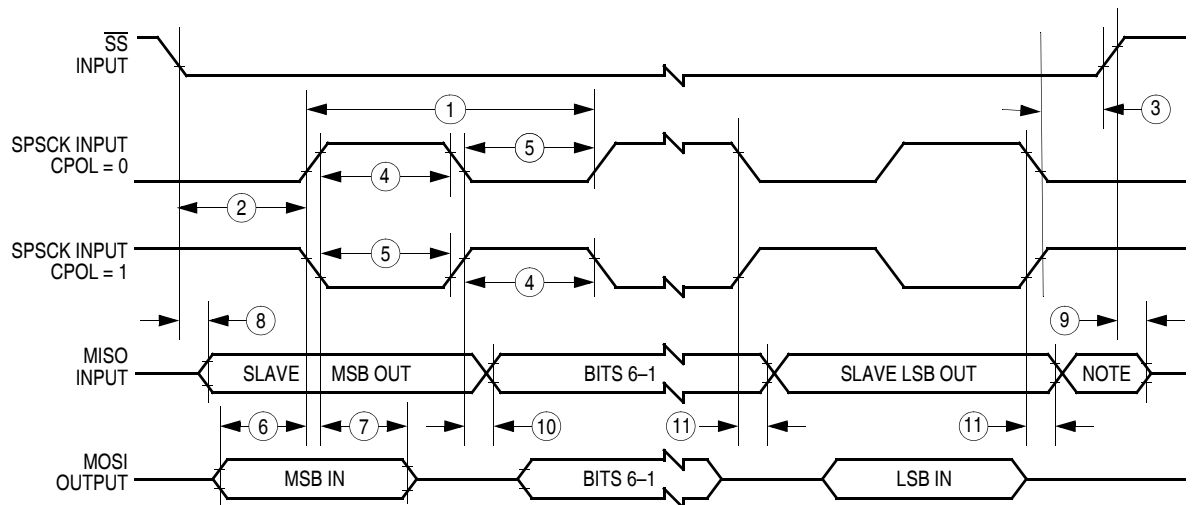 SS
INPUT
1
3
SPSCK INPUT
CPOL = 0
5
4
2
SPSCK INPUT
CPOL = 1
5
4
8
9
MISO
INPUT
SLAVE MSB OUT
BITS 6–1
SLAVE LSB OUT
NOTE
6
7
10
11
11
MOSI
OUTPUT
MSB IN
BITS 6–1
LSB IN